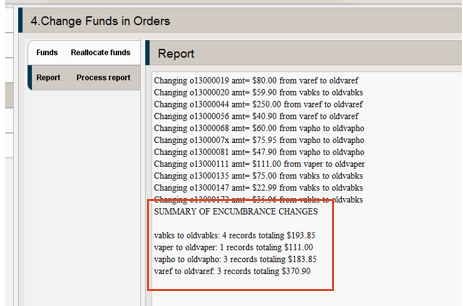 4.Change Funds in Orders
Funds Reallocate funds
Report Process report
Report
Changing o13000019 amt= $80.00 from varef to oldvaref
Changing o13000020 amt= $59.90 from vabks to oldvabks
Changing o13000044 amt= $250.00 from varef to oldvaref
Changing o13000056 amt= $40.90 from varef to oldvaref
Changing o13000068 amt= $60.00 from vapho to oldvapho
Changing o1300007x amt= $75.95 from vapho to oldvapho
Changing o13000081 amt= $47.90 from vapho to oldvapho
Changing o13000111 amt= $111.00 from vaper to oldvaper
Changing o13000135 amt= $75.00 from vabks to oldvabks
Changing o13000147 amt= $22.99 from vabks to oldvabks
Changing o13000172 amt= $35.96 from vabks to oldvabks
SUMMARY OF ENCUMBRANCE CHANGES
vabks to oldvabks: 4 records totaling $193.85
vaper to oldvaper: 1 records totaling $111.00
vapho to oldvapho: 3 records totaling $183.85
varef to oldvaref: 3 records totaling $370.90